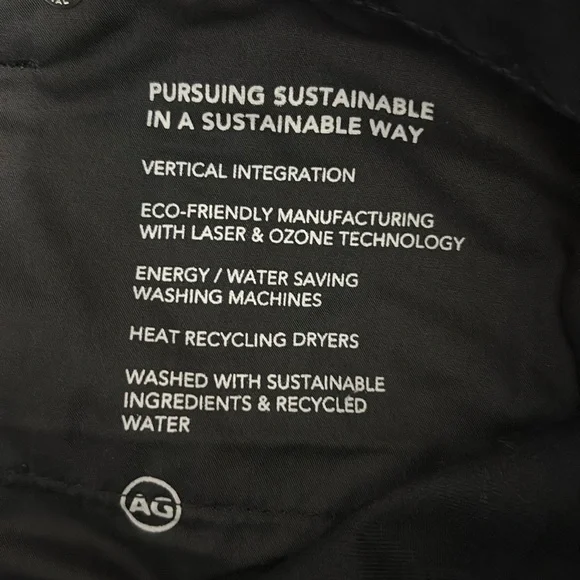 PURSUING SUSTAINABLE
IN A SUSTAINABLE WAY
VERTICAL INTEGRATION
ECO-FRIENDLY MANUFACTURING
WITH LASER & OZONE TECHNOLOGY
ENERGY / WATER SAVING
WASHING MACHINES
HEAT RECYCLING DRYERS
WASHED WITH SUSTAINABLE
INGREDIENTS & RECYCLED
WATER
AG